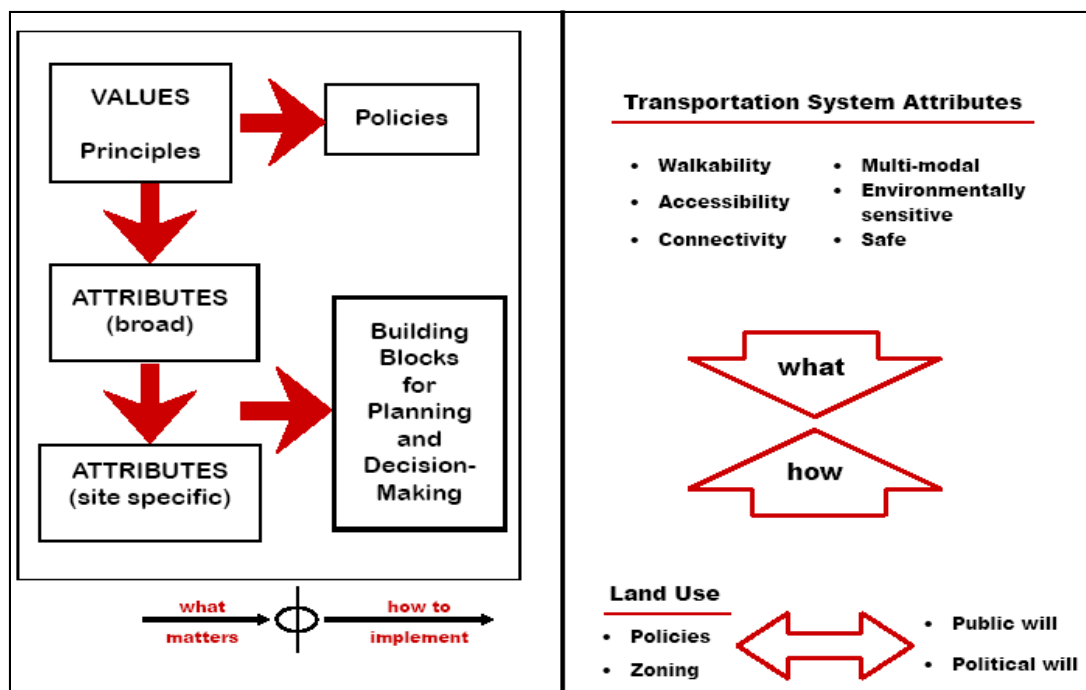 VALUES
Principles
Policies
ATTRIBUTES
(broad)
Building
Blocks
for
Planning
and
Decision-
Making
ATTRIBUTES
(site specific)
what
matters
how to
implement
Transportation System Attributes
• Walkability
• Accessibility
• Connectivity
• Multi-modal
• Environmentally
sensitive
• Safe
what
how
Land Use
• Policies
• Zoning
• Public will
• Political will